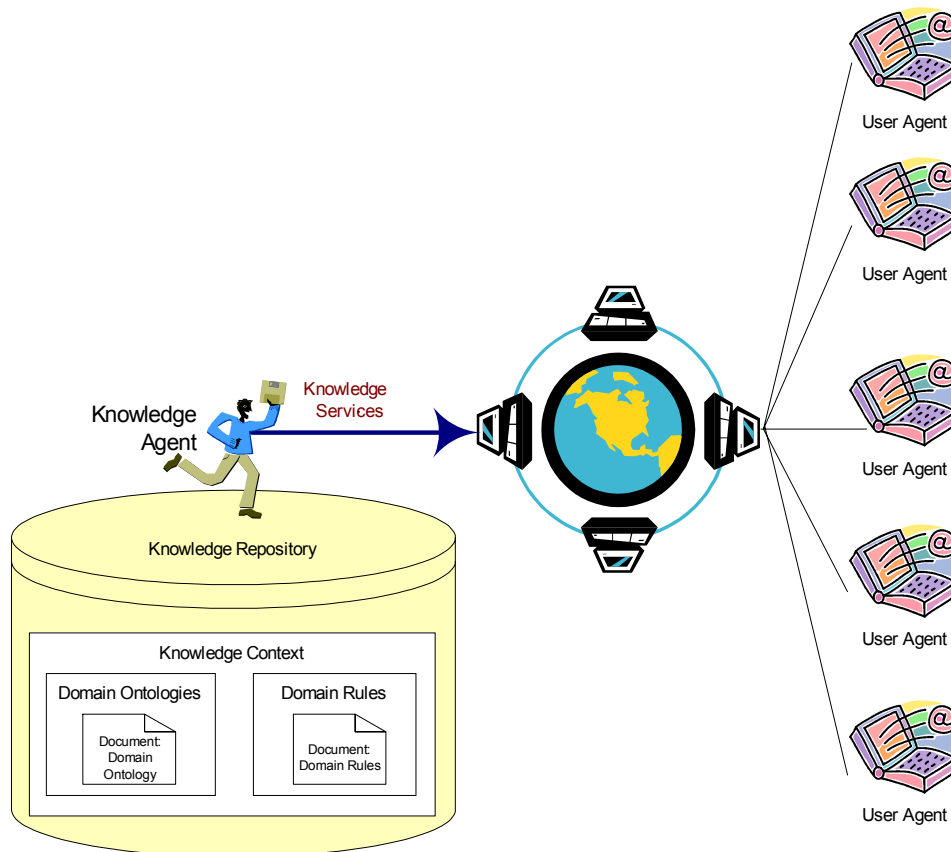 @
User Agent
@
User Agent
Knowledge
Services
Knowledge
Agent
@
User Agent
Knowledge Repository
@
User Agent
Knowledge Context
Domain Ontologies
Document:
Domain
Ontology
Domain Rules
Document:
Domain Rules
@
User Agent